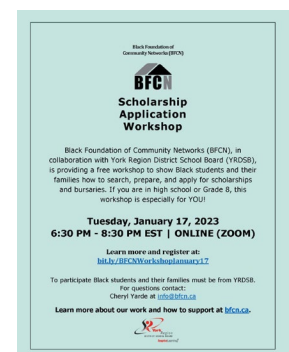 Black Foundation of
Community Networks (BFCN)
BFCN
Scholarship
Application
Workshop
Black Foundation of Community Networks (BFCN), in
collaboration with York Region District School Board (YRDSB),
is providing a free workshop to show Black students and their
families how to search, prepare, and apply for scholarships
and bursaries. If you are in high school or Grade 8, this
workshop is especially for YOU!
Tuesday, January 17, 2023
6:30 PM - 8:30 PM EST | ONLINE (ZOOM)
Learn more and register at:
bit.ly/BFCNWorkshopJanuary17
To participate Black students and their families must be from YRDSB.
For questions contact:
Cheryl Yarde at info@bfcn.ca
Learn more about our work and how to support at bfcn.ca.
York Region